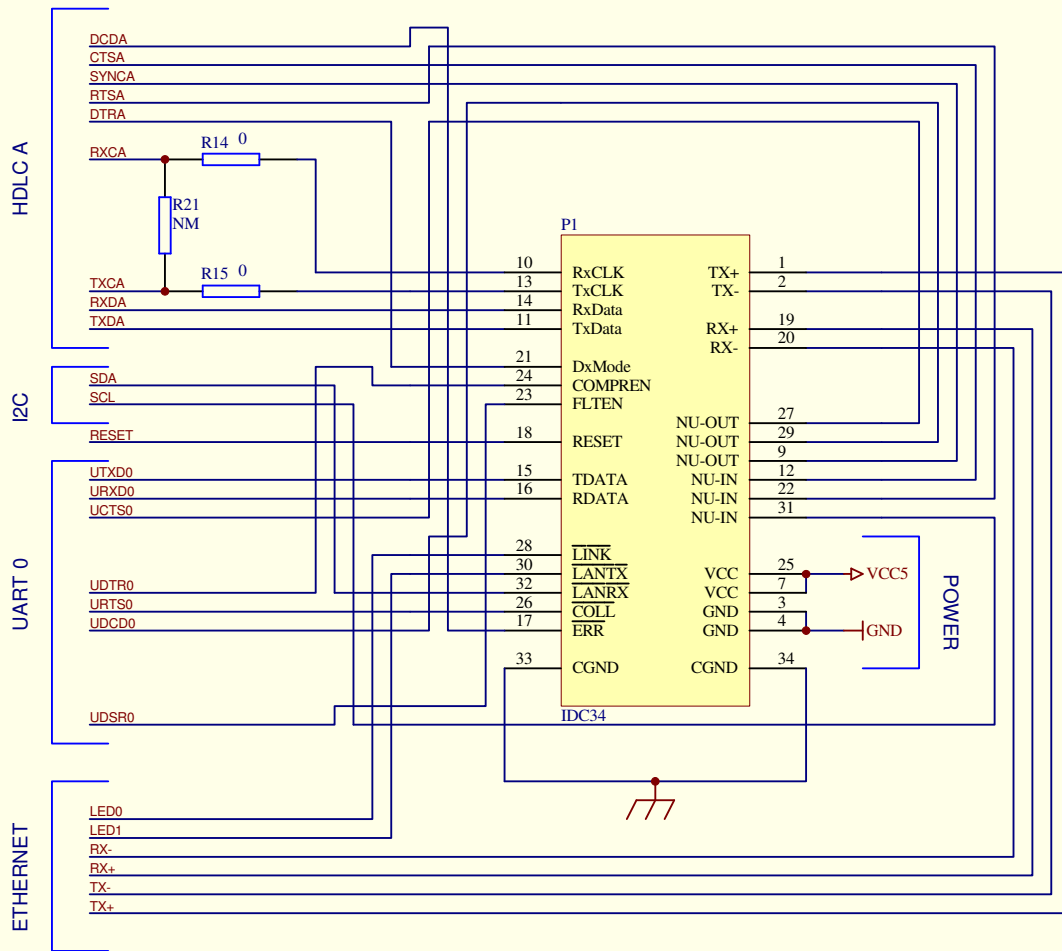 HDLC A
DCDA
CTSA
SYNCA
RTSA
DTRA
RXCA
R14 0
R21
NM
TXCA
R15 0
RXDA
TXDA
I2C
SDA
SCL
RESET
UART 0
UTXD0
URXD0
UCTS0
UDTR0
URTS0
UDCD0
UDSR0
ETHERNET
LED0
LED1
RX-
RX+
TX-
TX+
P1
10 RxCLK
13 TxCLK
14 RxData
11 TxData
21 DxMode
24 COMPREN
23 FLTEN
18 RESET
15 TDATA
16 RDATA
28 LINK
30 LANTX
32 LANRX
26 COLL
17 ERR
33 CGND
TX+ 1
TX- 2
RX+ 19
RX- 20
NU-OUT 27
NU-OUT 29
NU-OUT 9
NU-IN 12
NU-IN 22
NU-IN 31
VCC 25
VCC 7
GND 3
GND 4
CGND 34
IDC34
VCC5
GND
POWER